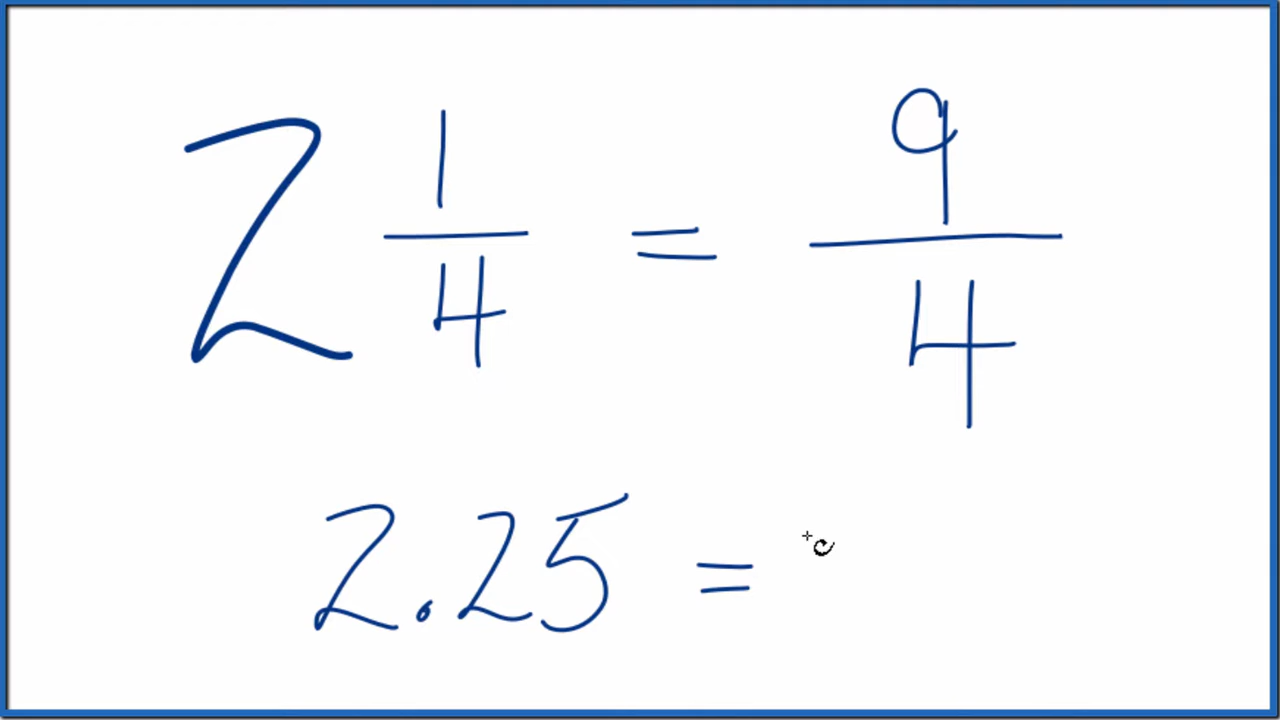 2 1/4 = 9/4
2.25 =